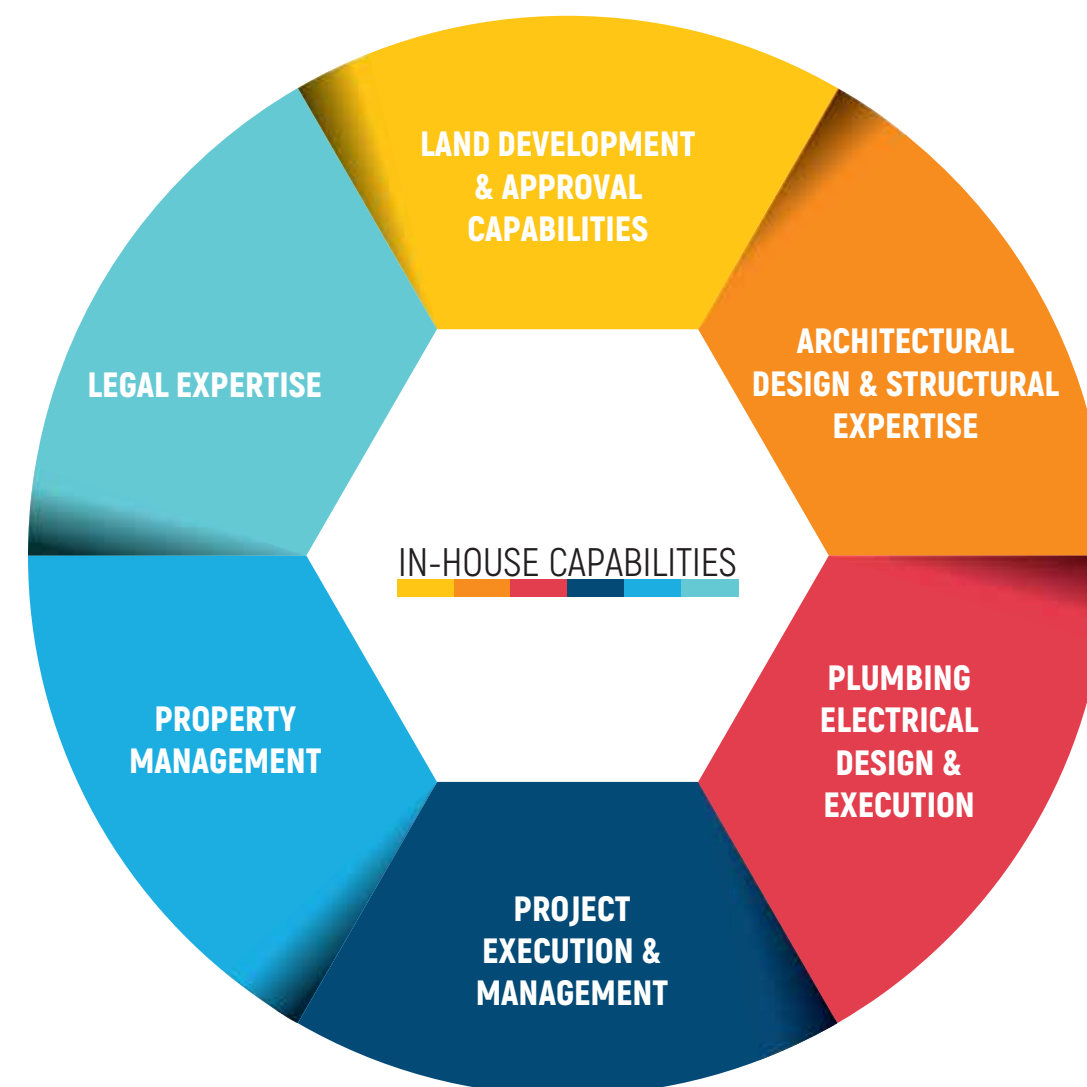 LAND DEVELOPMENT
& APPROVAL
CAPABILITIES
ARCHITECTURAL
DESIGN & STRUCTURAL
EXPERTISE
LEGAL EXPERTISE
IN-HOUSE CAPABILITIES
PLUMBING
ELECTRICAL
DESIGN &
EXECUTION
PROPERTY
MANAGEMENT
PROJECT
EXECUTION &
MANAGEMENT